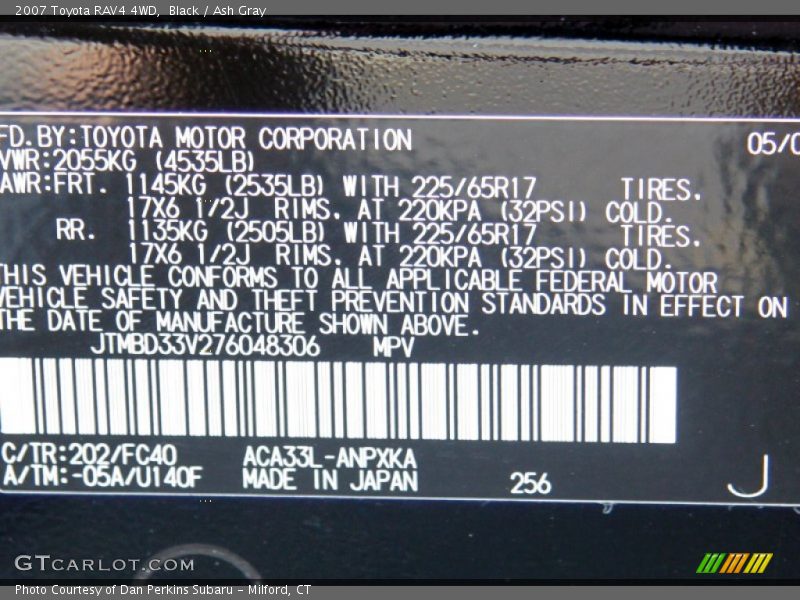 2007 Toyota RAV4 4WD, Black / Ash Gray
FD.BY:TOYOTA MOTOR CORPORATION 05/0
VWR:2055KG (4535LB)
AWR:FRT. 1145KG (2535LB) WITH 225/65R17 TIRES.
17X6 1/2J RIMS. AT 220KPA (32PSI) COLD.
RR. 1135KG (2505LB) WITH 225/65R17 TIRES.
17X6 1/2J RIMS. AT 220KPA (32PSI) COLD.
THIS VEHICLE CONFORMS TO ALL APPLICABLE FEDERAL MOTOR
VEHICLE SAFETY AND THEFT PREVENTION STANDARDS IN EFFECT ON
THE DATE OF MANUFACTURE SHOWN ABOVE.
JTMBD33V276048306 MPV
C/TR:202/FC40 ACA33L-ANPXKA
A/TM:-05A/U140F MADE IN JAPAN 256 J
GTCARLOT.COM
Photo Courtesy of Dan Perkins Subaru - Milford, CT